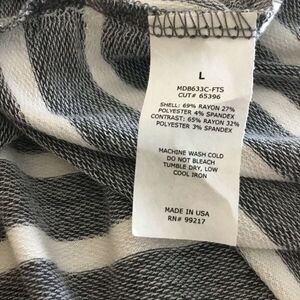 L
MDB633C-FTS
CUT# 65396
SHELL: 69% RAYON 27%
POLYESTER 4% SPANDEX
CONTRAST: 65% RAYON 32%
POLYESTER 3% SPANDEX
MACHINE WASH COLD
DO NOT BLEACH
TUMBLE DRY, LOW
COOL IRON
MADE IN USA
RN# 99217